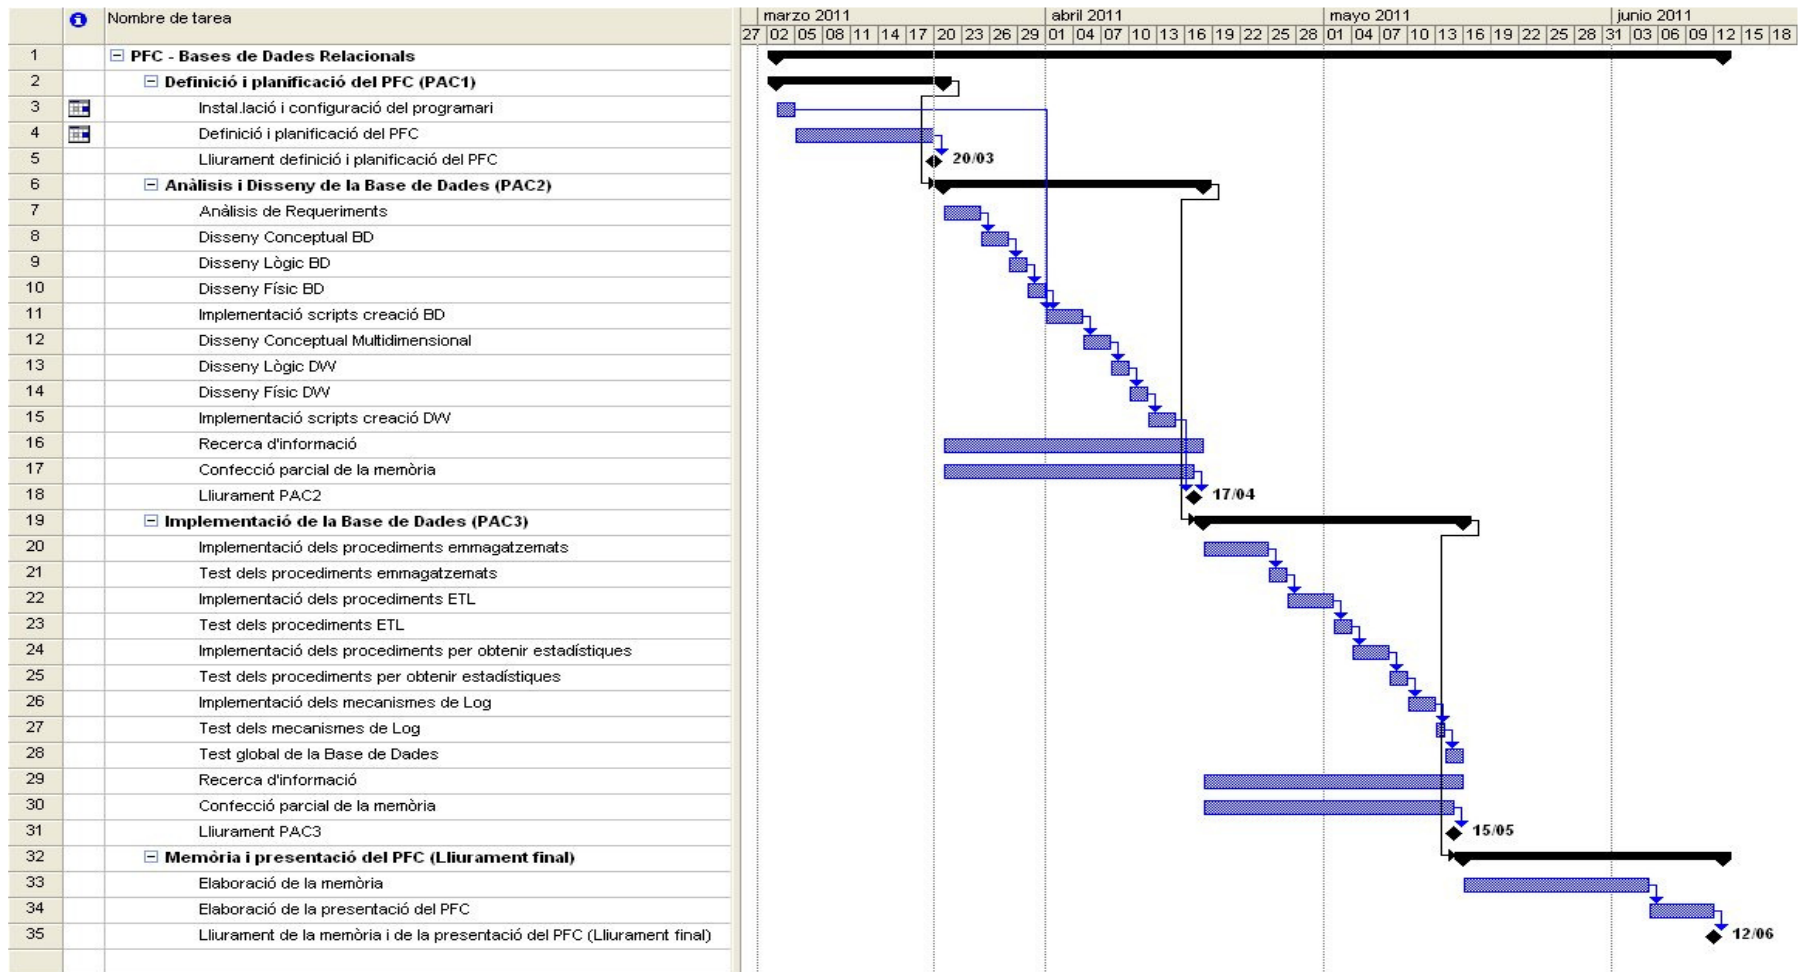 Nombre de tarea
marzo 2011 abril 2011 mayo 2011 junio 2011
27 02 05 08 11 14 17 20 23 26 29 01 04 07 10 13 16 19 22 25 28 01 04 07 10 13 16 19 22 25 28 31 03 06 09 12 15 18
1 PFC - Bases de Dades Relacionals
2 Definició i planificació del PFC (PAC1)
3 Instal.lació i configuració del programari
4 Definició i planificació del PFC
5 Lliurament definició i planificació del PFC 20/03
6 Anàlisis i Disseny de la Base de Dades (PAC2)
7 Anàlisis de Requeriments
8 Disseny Conceptual BD
9 Disseny Lògic BD
10 Disseny Físic BD
11 Implementació scripts creació BD
12 Disseny Conceptual Multidimensional
13 Disseny Lògic DW
14 Disseny Físic DW
15 Implementació scripts creació DW
16 Recerca d'informació
17 Confecció parcial de la memòria
18 Lliurament PAC2 17/04
19 Implementació de la Base de Dades (PAC3)
20 Implementació dels procediments emmagatzemats
21 Test dels procediments emmagatzemats
22 Implementació dels procediments ETL
23 Test dels procediments ETL
24 Implementació dels procediments per obtenir estadístiques
25 Test dels procediments per obtenir estadístiques
26 Implementació dels mecanismes de Log
27 Test dels mecanismes de Log
28 Test global de la Base de Dades
29 Recerca d'informació
30 Confecció parcial de la memòria
31 Lliurament PAC3 15/05
32 Memòria i presentació del PFC (Lliurament final)
33 Elaboració de la memòria
34 Elaboració de la presentació del PFC
35 Lliurament de la memòria i de la presentació del PFC (Lliurament final) 12/06